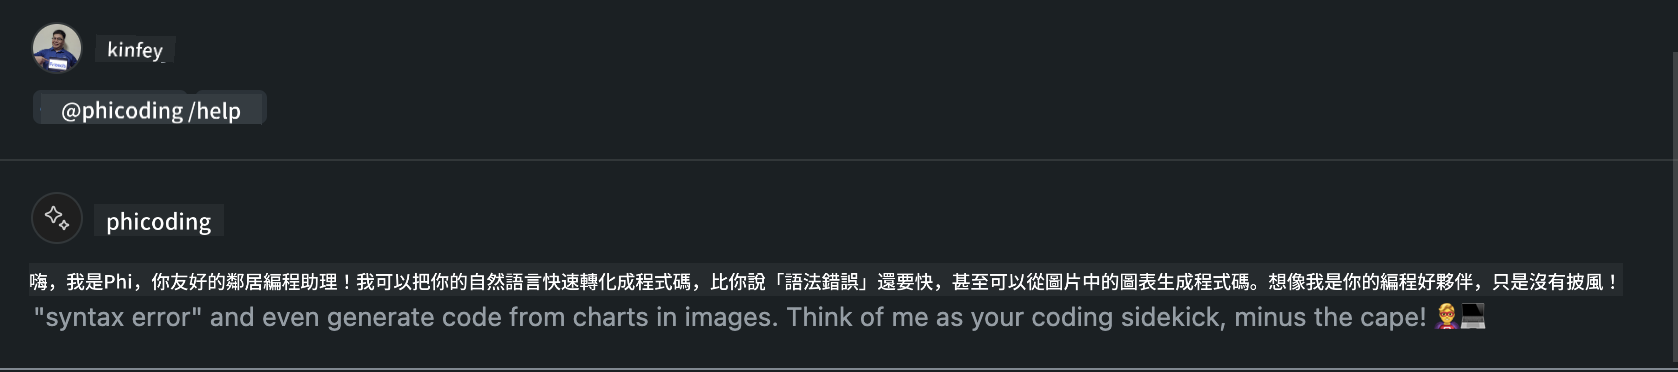 kinfey
@phicoding /help
phicoding
嗨，我是Phi，你友好的鄰居編程助理！我可以把你的自然語言快速轉化成程式碼，比你說「語法錯誤」還要快，甚至可以從圖片中的圖表生成程式碼。想像我是你的編程好夥伴，只是沒有披風！
"syntax error" and even generate code from charts in images. Think of me as your coding sidekick, minus the cape! 🦸💻